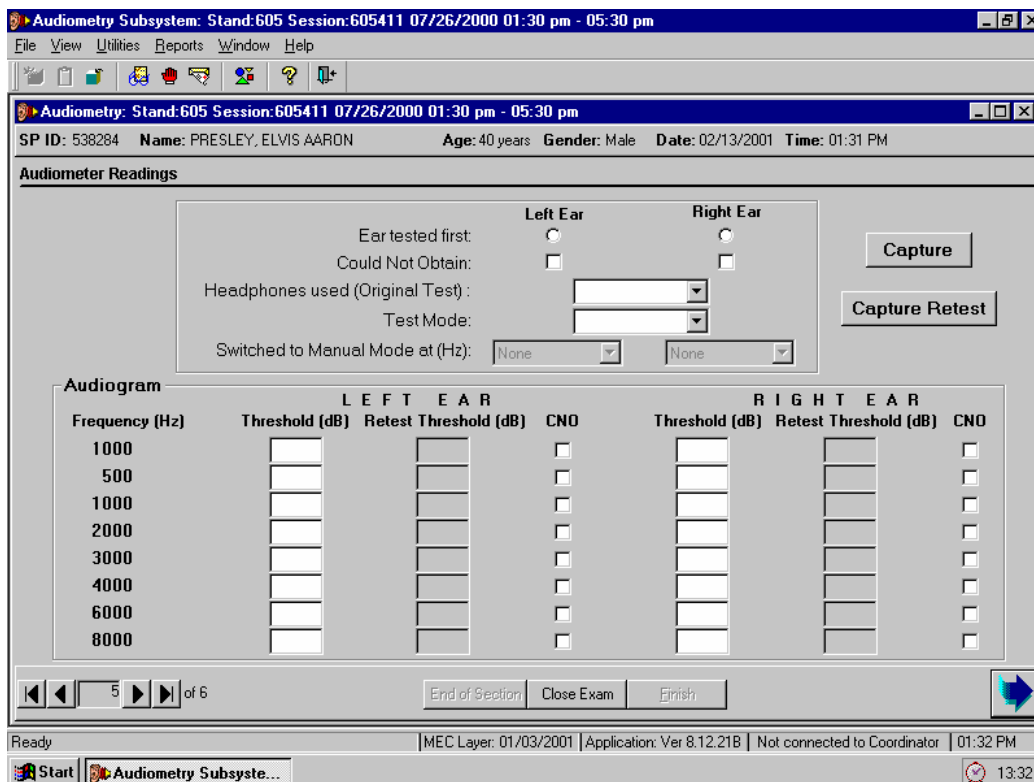 Audiometry Subsystem: Stand:605 Session:605411 07/26/2000 01:30 pm - 05:30 pm
File View Utilities Reports Window Help
Audiometry: Stand:605 Session:605411 07/26/2000 01:30 pm - 05:30 pm
SP ID: 538284 Name: PRESLEY, ELVIS AARON Age: 40 years Gender: Male Date: 02/13/2001 Time: 01:31 PM
Audiometer Readings
Left Ear Right Ear
Ear tested first:
Could Not Obtain:
Capture
Headphones used (Original Test) :
Capture Retest
Test Mode:
Switched to Manual Mode at (Hz): None None
Audiogram
LEFT EAR RIGHT EAR
Frequency (Hz) Threshold (dB) Retest Threshold (dB) CNO Threshold (dB) Retest Threshold (dB) CNO
1000
500
1000
2000
3000
4000
6000
8000
5 of 6 End of Section Close Exam Finish
Ready MEC Layer: 01/03/2001 Application: Ver 8.12.21B Not connected to Coordinator 01:32 PM
Start Audiometry Subsyste... 13:32